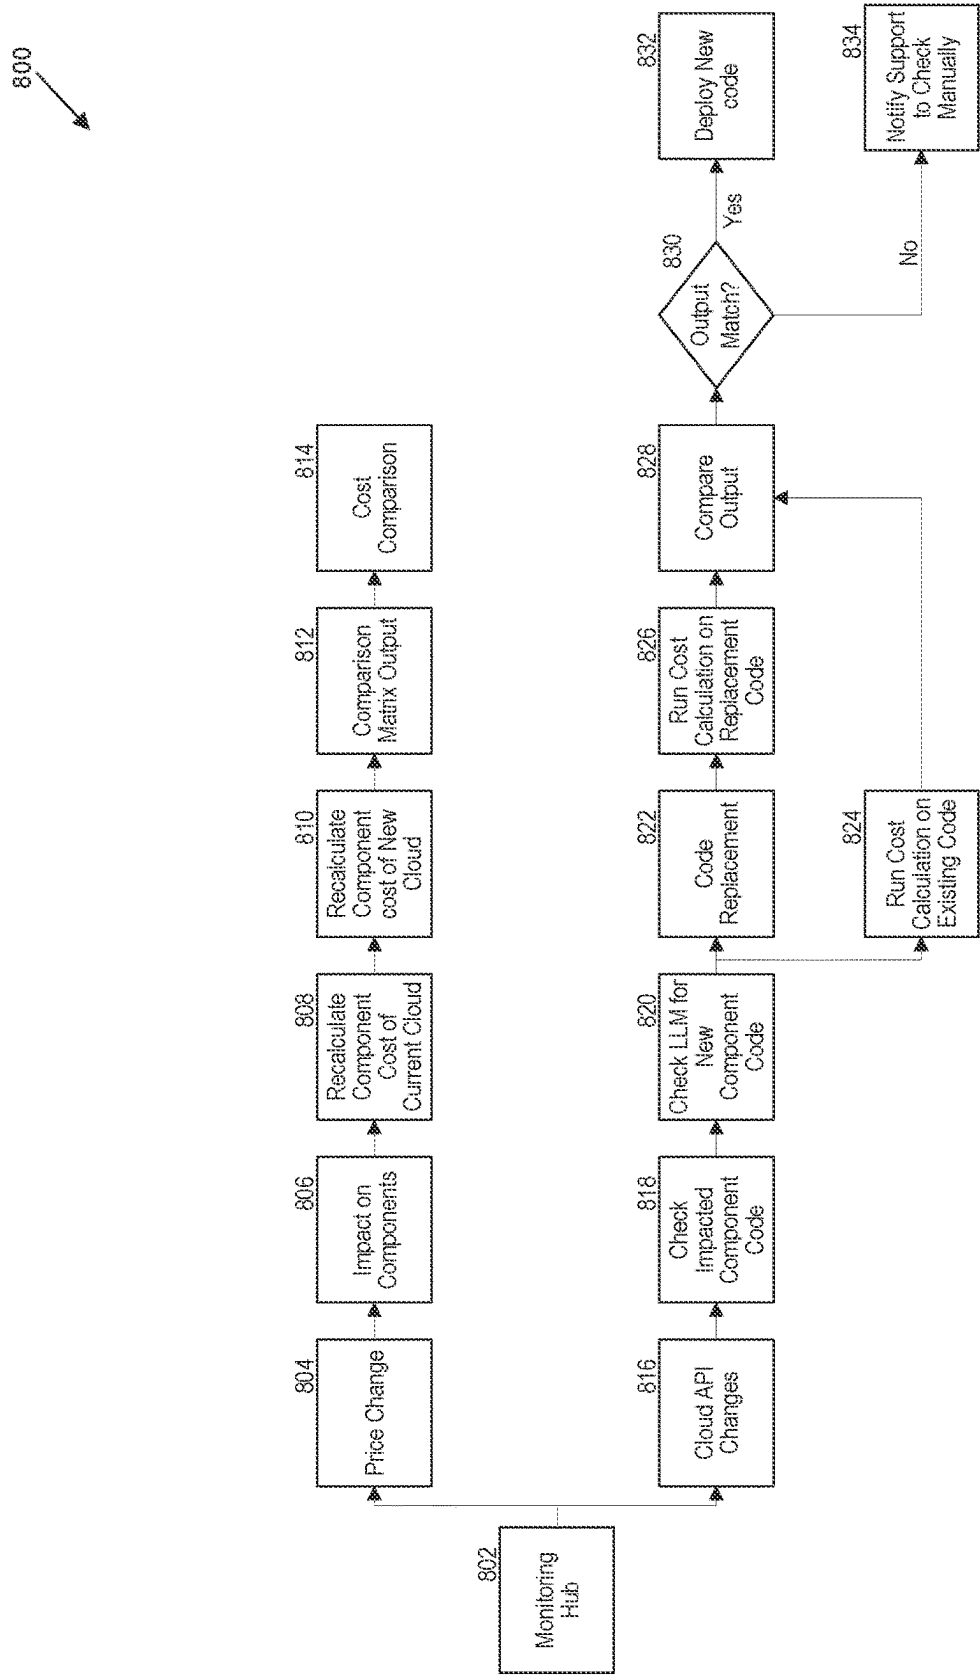 800
802
Monitoring
Hub
804
Price Change
806
Impact on
Components
808
Recalculate
Component
Cost of
Current Cloud
810
Recalculate
Component
cost of New
Cloud
812
Comparison
Matrix Output
814
Cost
Comparison
816
Cloud API
Changes
818
Check
Impacted
Component
Code
820
Check LLM for
New
Component
Code
822
Code
Replacement
824
Run Cost
Calculation on
Existing Code
826
Run Cost
Calculation on
Replacement
Code
828
Compare
Output
830
Output
Match?
Yes
No
832
Deploy New
code
834
Notify Support
to Check
Manually